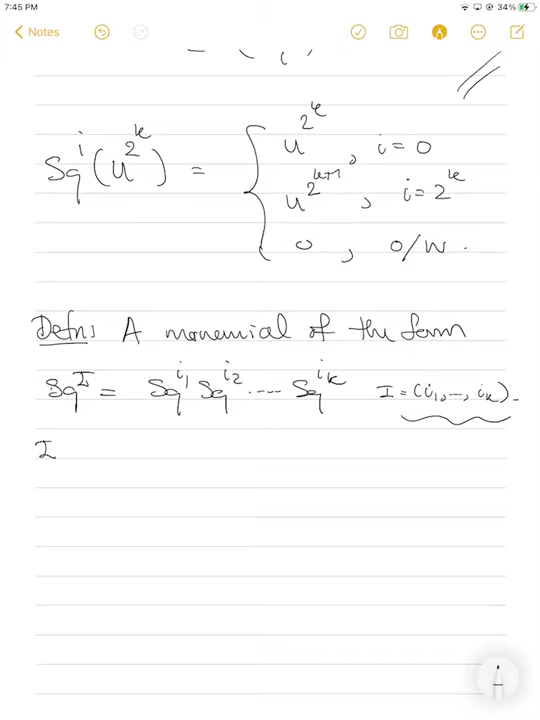 7:45 PM 34%
Notes
Sq^i(u^{2^k}) = { u^{2^k}, i = 0
u^{2^{k+1}}, i = 2^k
0, o/w.
Defn: A monomial of the form
Sq^I = Sq^{i_1} Sq^{i_2} .... Sq^{i_k} I = (i_1, ..., i_k).
I